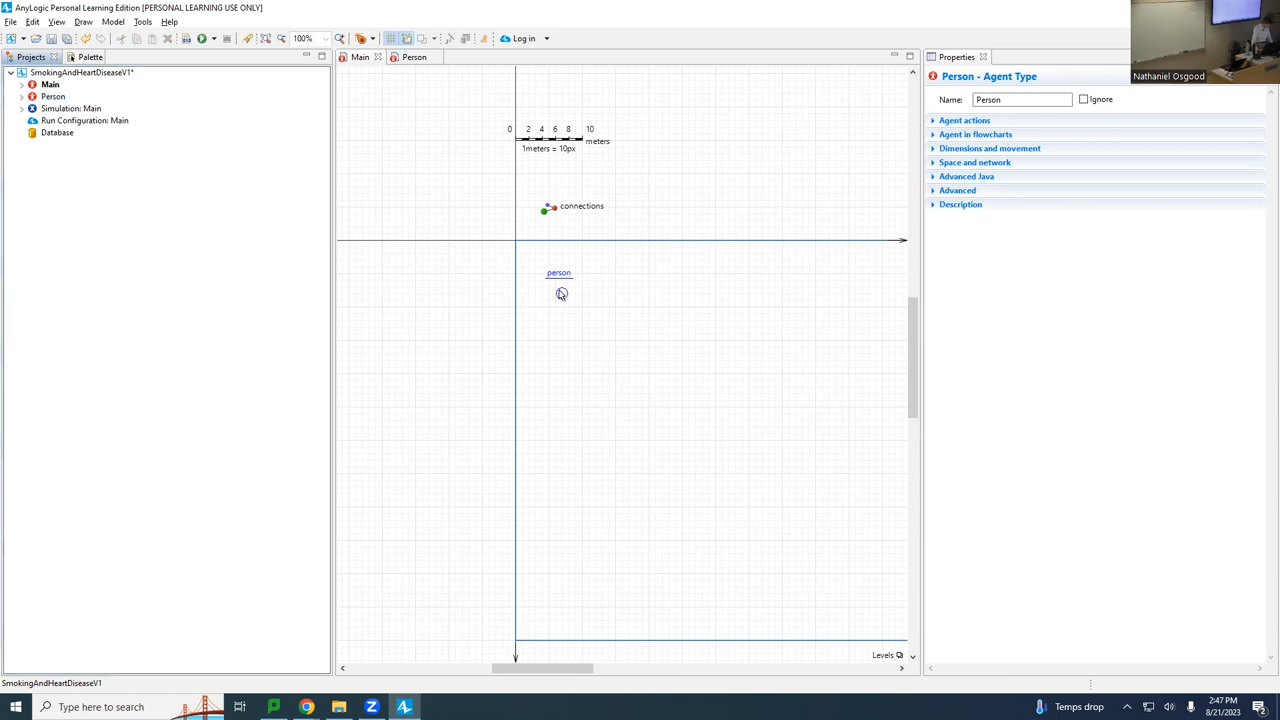 AnyLogic Personal Learning Edition [PERSONAL LEARNING USE ONLY]
File Edit View Draw Model Tools Help
100% Log in
Projects Palette
Main Person
Properties
SmokingAndHeartDiseaseV1*
Main
Person
Simulation: Main
Run Configuration: Main
Database
0 2 4 6 8 10
meters
1meters = 10px
connections
person
Levels
Person - Agent Type
Name: Person Ignore
Agent actions
Agent in flowcharts
Dimensions and movement
Space and network
Advanced Java
Advanced
Description
Nathaniel Osgood
SmokingAndHeartDiseaseV1
Type here to search
Temps drop
2:47 PM
8/21/2023
2